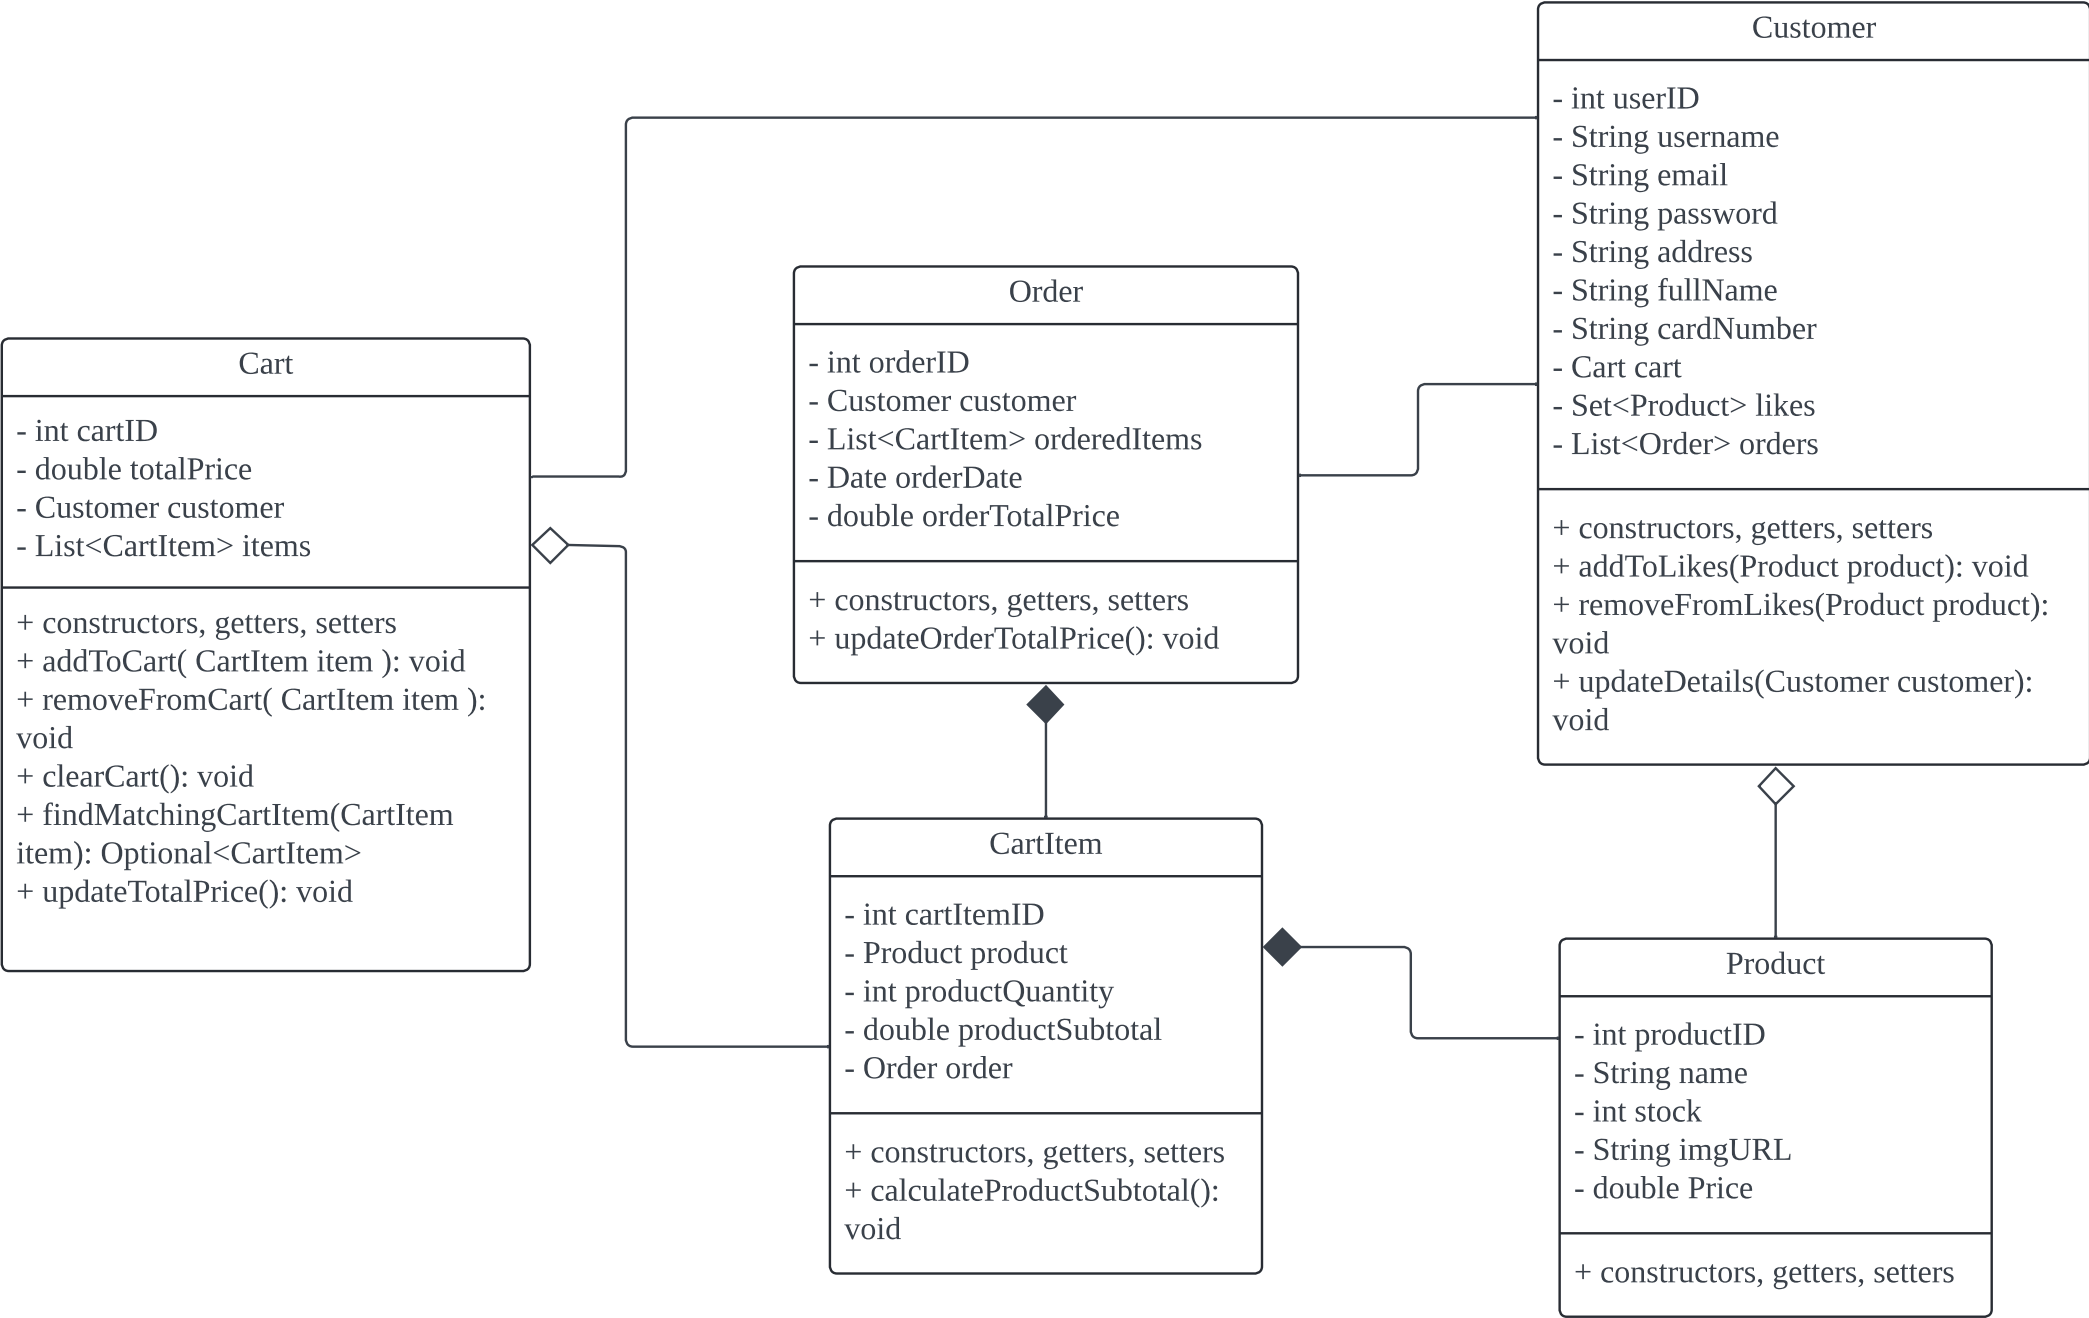 Customer
- int userID
- String username
- String email
- String password
- String address
- String fullName
- String cardNumber
- Cart cart
- Set<Product> likes
- List<Order> orders
+ constructors, getters, setters
+ addToLikes(Product product): void
+ removeFromLikes(Product product):
void
+ updateDetails(Customer customer):
void
Order
- int orderID
- Customer customer
- List<CartItem> orderedItems
- Date orderDate
- double orderTotalPrice
+ constructors, getters, setters
+ updateOrderTotalPrice(): void
Cart
- int cartID
- double totalPrice
- Customer customer
- List<CartItem> items
+ constructors, getters, setters
+ addToCart( CartItem item ): void
+ removeFromCart( CartItem item ):
void
+ clearCart(): void
+ findMatchingCartItem(CartItem
item): Optional<CartItem>
+ updateTotalPrice(): void
CartItem
- int cartItemID
- Product product
- int productQuantity
- double productSubtotal
- Order order
+ constructors, getters, setters
+ calculateProductSubtotal():
void
Product
- int productID
- String name
- int stock
- String imgURL
- double Price
+ constructors, getters, setters